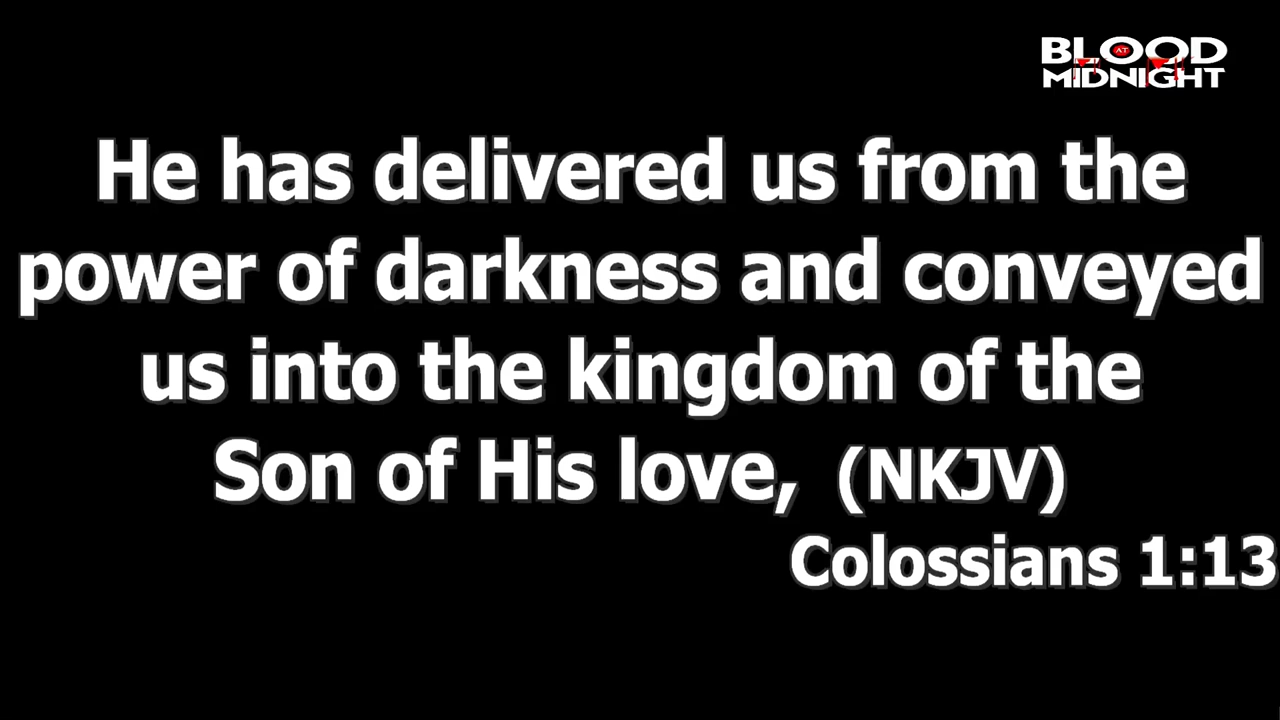 BLOOD
AT
MIDNIGHT
He has delivered us from the
power of darkness and conveyed
us into the kingdom of the
Son of His love, (NKJV)
Colossians 1:13